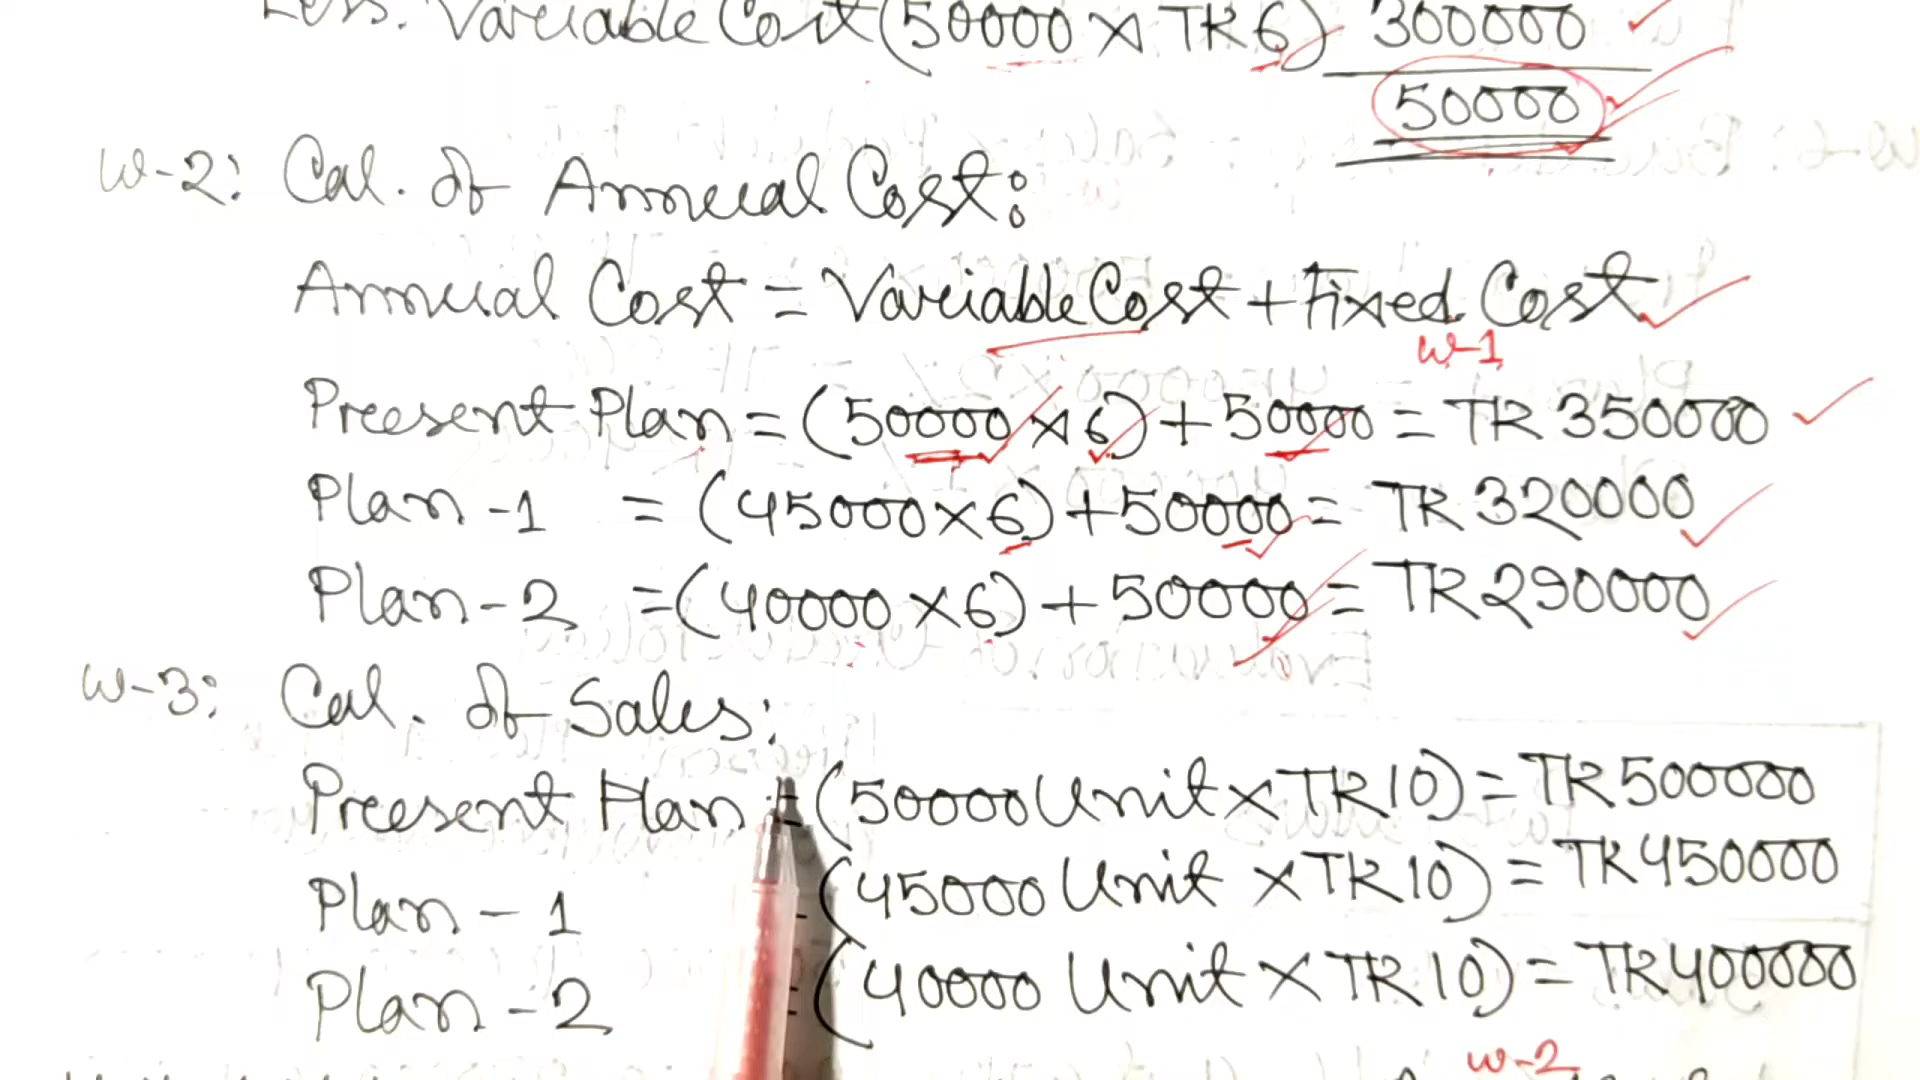 Less. Variable Cost (50000 × TK 6) 300000
50000
W-2: Cal. of Annual Cost:
Annual Cost = Variable Cost + Fixed Cost
W-1
Present Plan = (50000 × 6) + 50000 = TK 350000
Plan - 1 = (45000 × 6) + 50000 = TK 320000
Plan - 2 = (40000 × 6) + 50000 = TK 290000
W-3: Cal. of Sales:
Present Plan = (50000 Unit × TK 10) = TK 500000
Plan - 1 (45000 Unit × TK 10) = TK 450000
Plan - 2 (40000 Unit × TK 10) = TK 400000
W-2